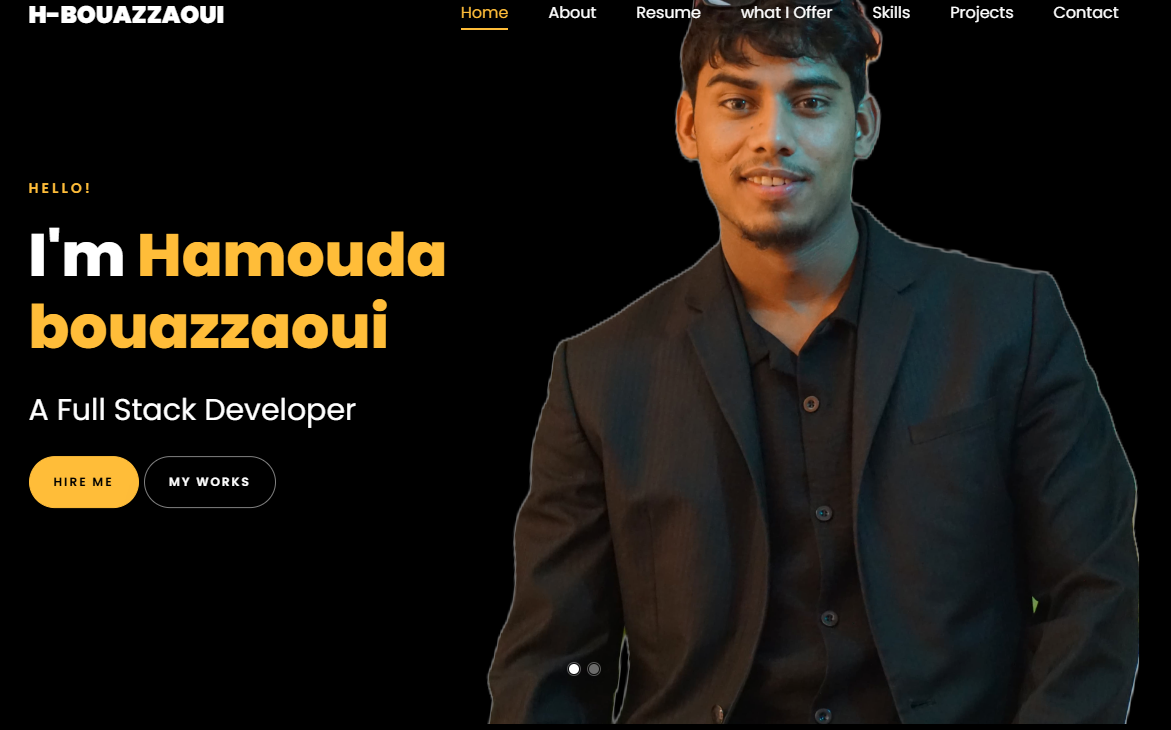 H-BOUAZZAOUI
Home About Resume what I Offer Skills Projects Contact
HELLO!
I'm Hamouda
bouazzaoui
A Full Stack Developer
HIRE ME MY WORKS